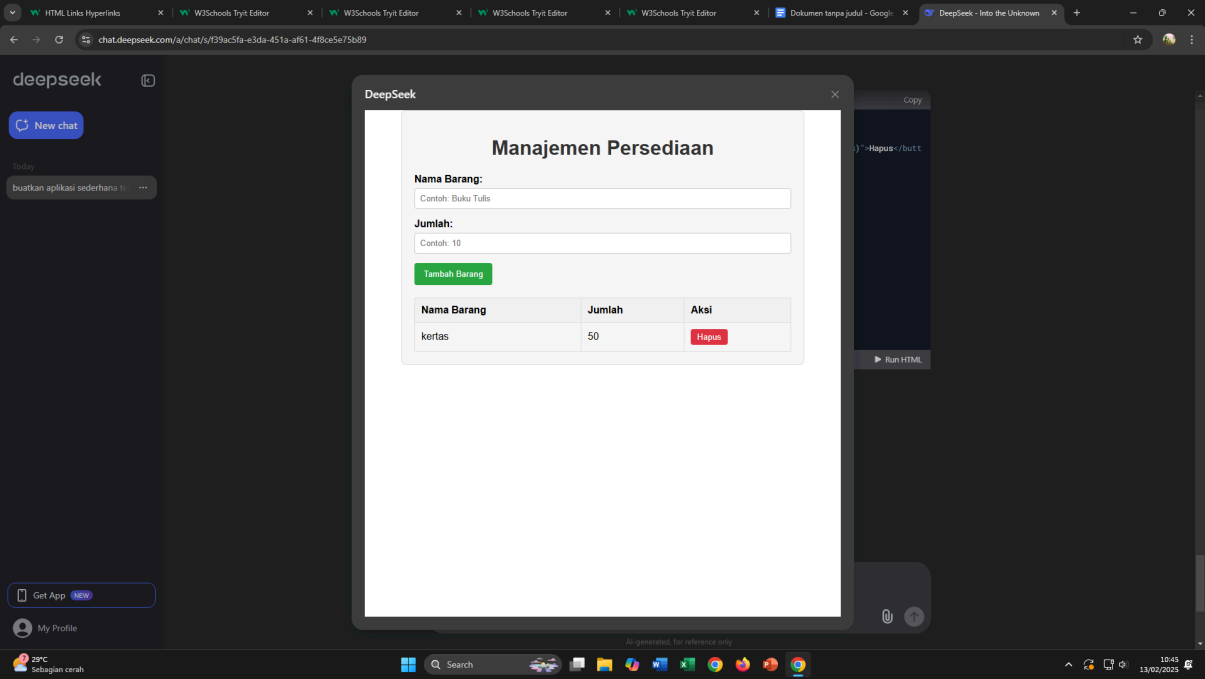 HTML Links Hyperlinks
W3Schools Tryit Editor
W3Schools Tryit Editor
W3Schools Tryit Editor
W3Schools Tryit Editor
Dokumen tanpa judul - Google
DeepSeek - Into the Unknown
chat.deepseek.com/a/chat/s/f39ac5fa-e3da-451a-af61-4f8ce5e75b89
deepseek
New chat
Today
buatkan aplikasi sederhana
DeepSeek
Copy
)">Hapus</butt
Run HTML
Manajemen Persediaan
Nama Barang:
Contoh: Buku Tulis
Jumlah:
Contoh: 10
Tambah Barang
Nama Barang Jumlah Aksi
kertas 50 Hapus
Get App NEW
My Profile
AI-generated, for reference only
7
29°C
Sebagian cerah
Search
10:45
13/02/2025